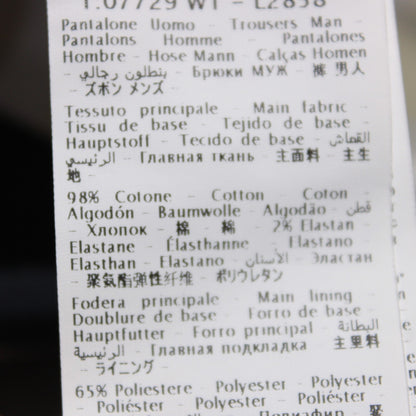 T.07729 WT - L2858
Pantalone Uomo - Trousers Man -
Pantalons Homme - Pantalones
Hombre - Hose Mann - Calças Homen
- بنطلون رجالي - Брюки МУЖ - 裤 男人
- ズボン メンズ -
Tessuto principale - Main fabric -
Tissu de base - Tejido de base -
Hauptstoff - Tecido de base - القماش
الرئيسي - Главная ткань - 主面料 - 主生
地 -
98% Cotone - Cotton - Coton -
Algodón - Baumwolle - Algodão - قطن
- Хлопок - 棉 - 綿 - 2% Elastan
Elastane - Élasthanne - Elastano -
Elasthan - Elastano - الأستان - Эластан
- 聚氨酯弹性纤维 - ポリウレタン
Fodera principale - Main lining -
Doublure de base - Forro de base -
Hauptfutter - Forro principal - البطانة
الرئيسية - Главная подкладка - 主里料
- ライニング -
65% Poliestere - Polyester -
- Poliéster - Polyester - Poliéster